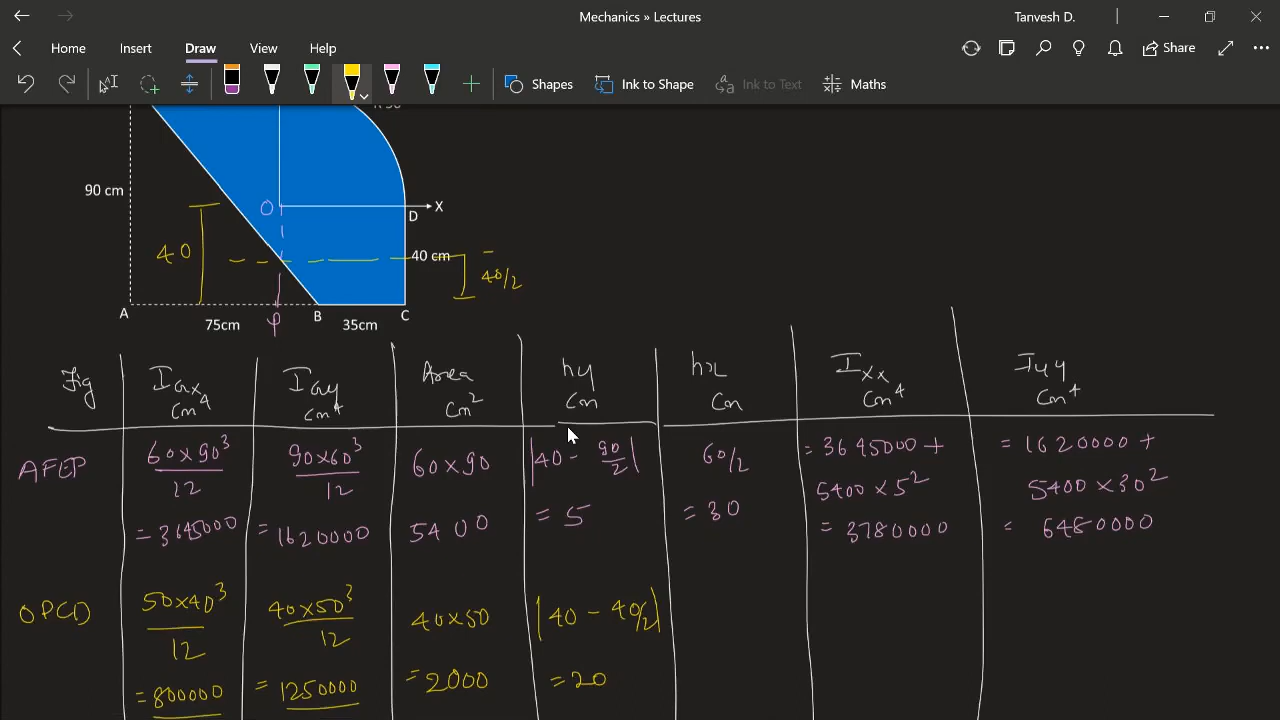 Mechanics » Lectures
Tanvesh D.
Home Insert Draw View Help
Share
Shapes
Ink to Shape
Ink to Text
Maths
90 cm
O
X
D
40
40 cm
40/2
A
P
B
C
75cm
35cm
Fig
IGx cm4
IGy cm4
Area cm2
hy cm
hx cm
Ixx cm4
Iyy cm4
AFEP
60×90³/12
= 3645000
90×60³/12
= 1620000
60×90
5400
|40 - 90/2|
= 5
60/2
= 30
= 3645000 +
5400 × 5²
= 3780000
= 1620000 +
5400 × 30²
= 6480000
OPCD
50×40³/12
= 800000
40×50³/12
= 1250000
40×50
= 2000
|40 - 40/2|
= 20